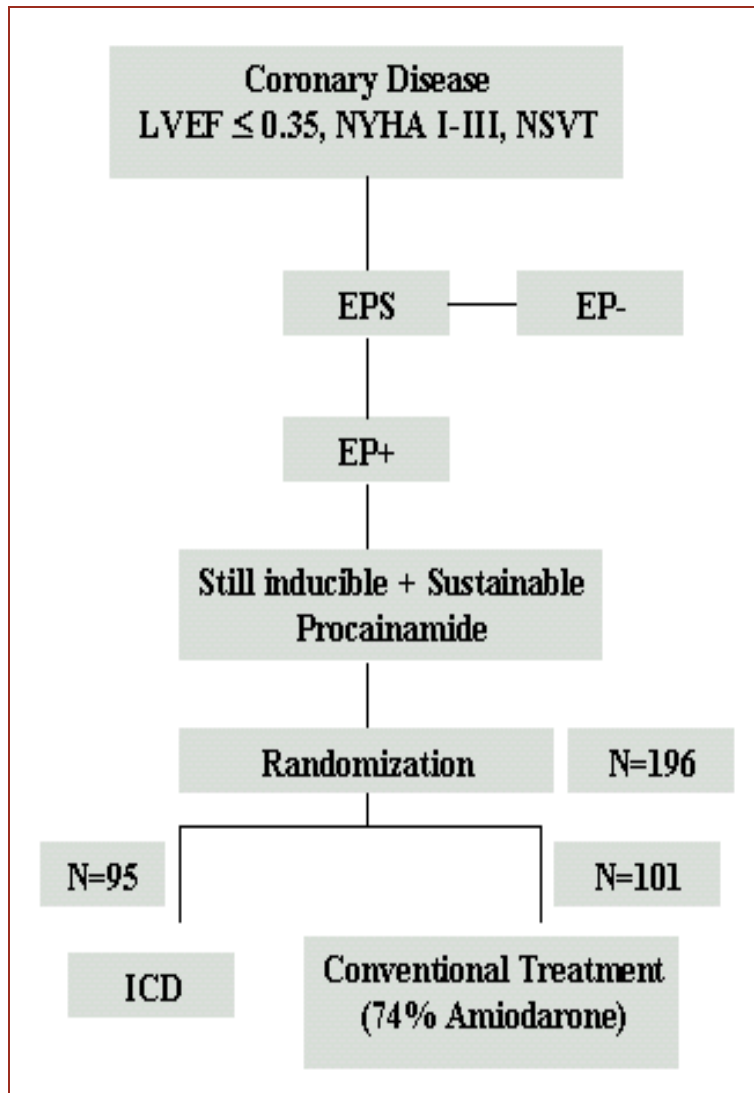 Coronary Disease
LVEF ≤ 0.35, NYHA I-III, NSVT
EPS
EP-
EP+
Still inducible + Sustainable
Procainamide
Randomization
N=196
N=95
N=101
ICD
Conventional Treatment
(74% Amiodarone)